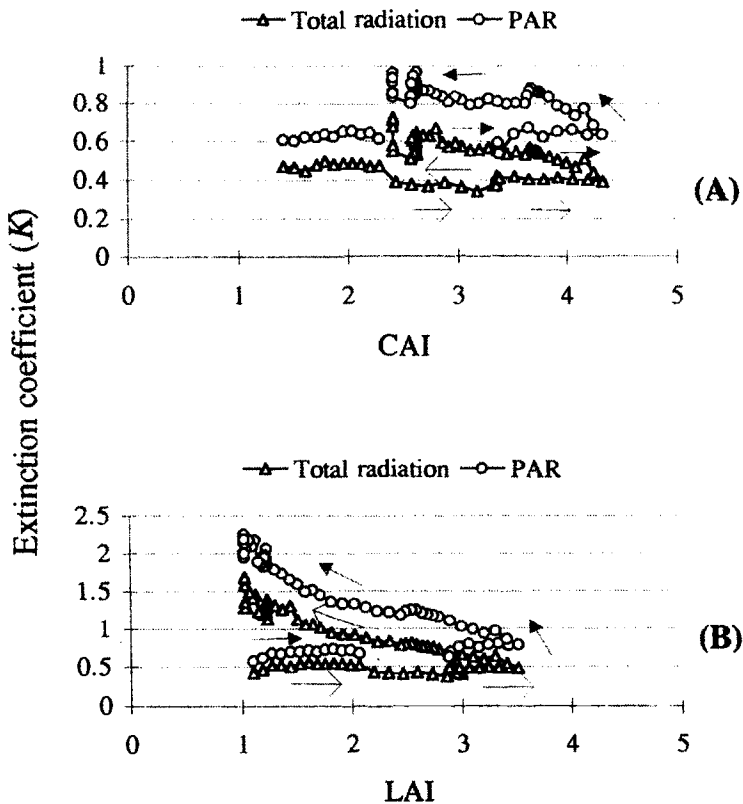 Total radiation PAR
1
0.8
0.6
0.4
0.2
0
0 1 2 3 4 5
CAI
(A)
Extinction coefficient (K)
Total radiation PAR
2.5
2
1.5
1
0.5
0
0 1 2 3 4 5
LAI
(B)